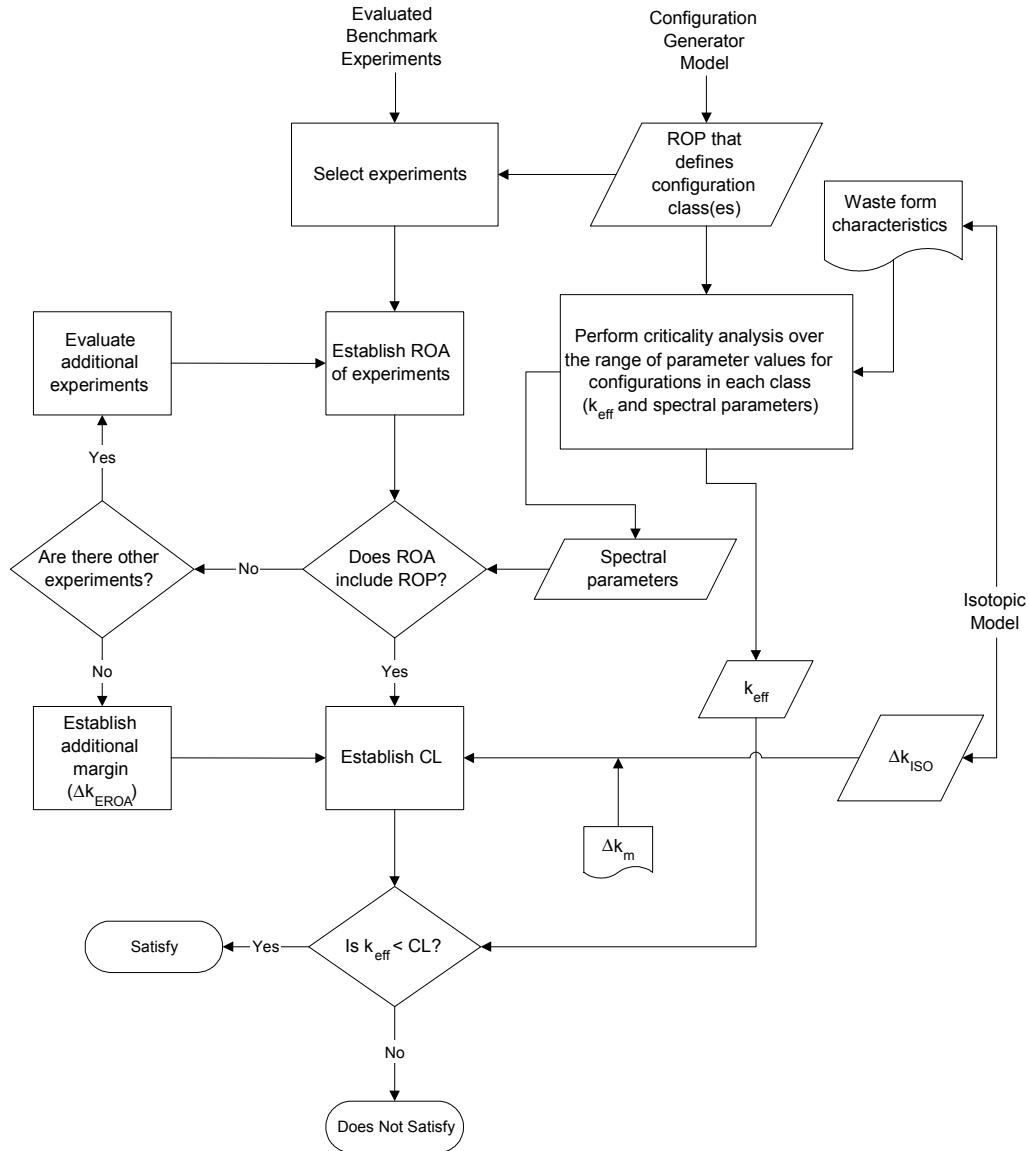 Evaluated
Benchmark
Experiments
Configuration
Generator
Model
Select experiments
ROP that
defines
configuration
class(es)
Waste form
characteristics
Evaluate
additional
experiments
Establish ROA
of experiments
Perform criticality analysis over
the range of parameter values for
configurations in each class
(keff and spectral parameters)
Yes
Are there other
experiments?
No
Does ROA
include ROP?
Spectral
parameters
Isotopic
Model
No
Yes
keff
Establish
additional
margin
(ΔkEROA)
Establish CL
ΔkISO
Δkm
Satisfy
Yes
Is keff < CL?
No
Does Not Satisfy